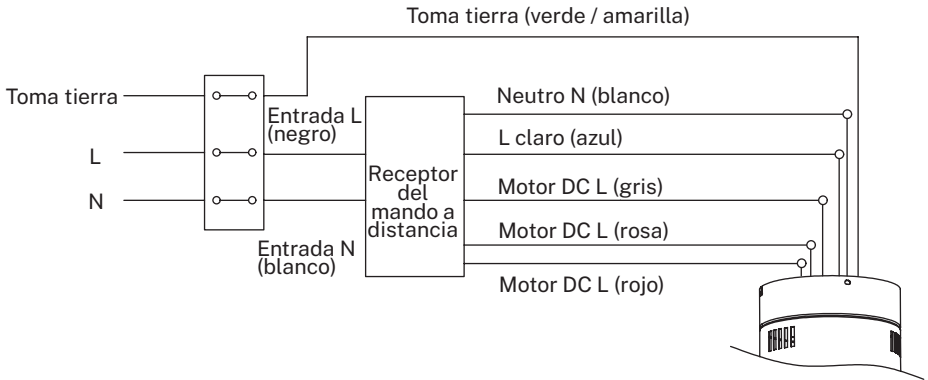 Toma tierra (verde / amarilla)
Toma tierra
L
N
Entrada L
(negro)
Entrada N
(blanco)
Receptor
del
mando a
distancia
Neutro N (blanco)
L claro (azul)
Motor DC L (gris)
Motor DC L (rosa)
Motor DC L (rojo)